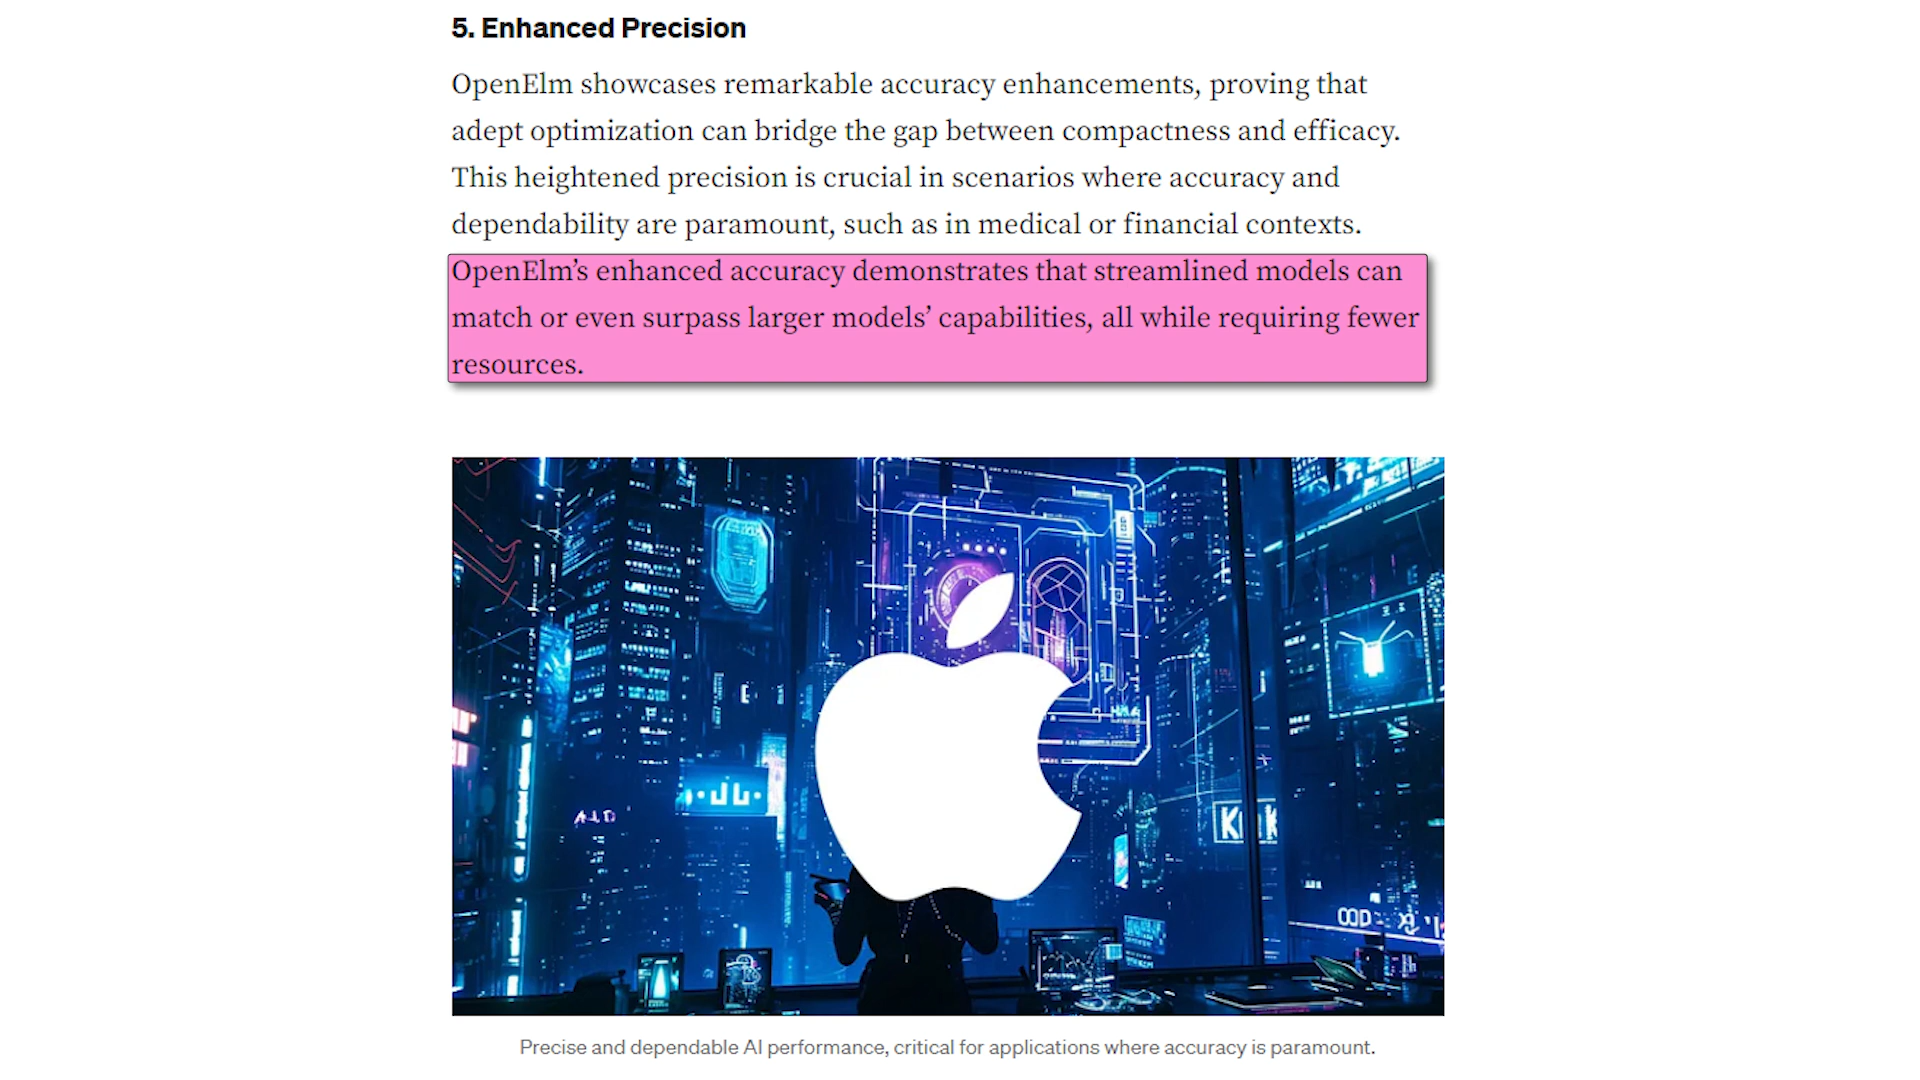 5. Enhanced Precision
OpenElm showcases remarkable accuracy enhancements, proving that
adept optimization can bridge the gap between compactness and efficacy.
This heightened precision is crucial in scenarios where accuracy and
dependability are paramount, such as in medical or financial contexts.
OpenElm’s enhanced accuracy demonstrates that streamlined models can
match or even surpass larger models’ capabilities, all while requiring fewer
resources.
Precise and dependable AI performance, critical for applications where accuracy is paramount.